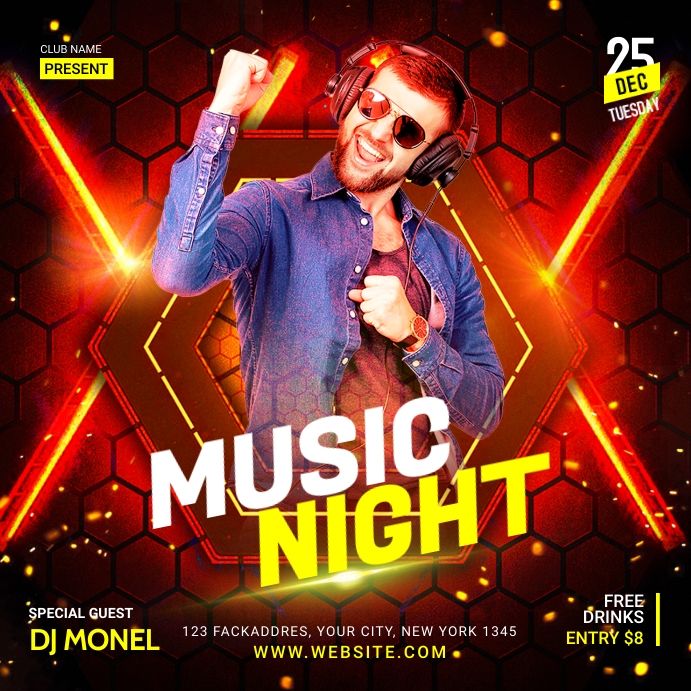 CLUB NAME
PRESENT
25
DEC
TUESDAY
MUSIC
NIGHT
SPECIAL GUEST
DJ MONEL
123 FACKADDRES, YOUR CITY, NEW YORK 1345
WWW.WEBSITE.COM
FREE
DRINKS
ENTRY $8